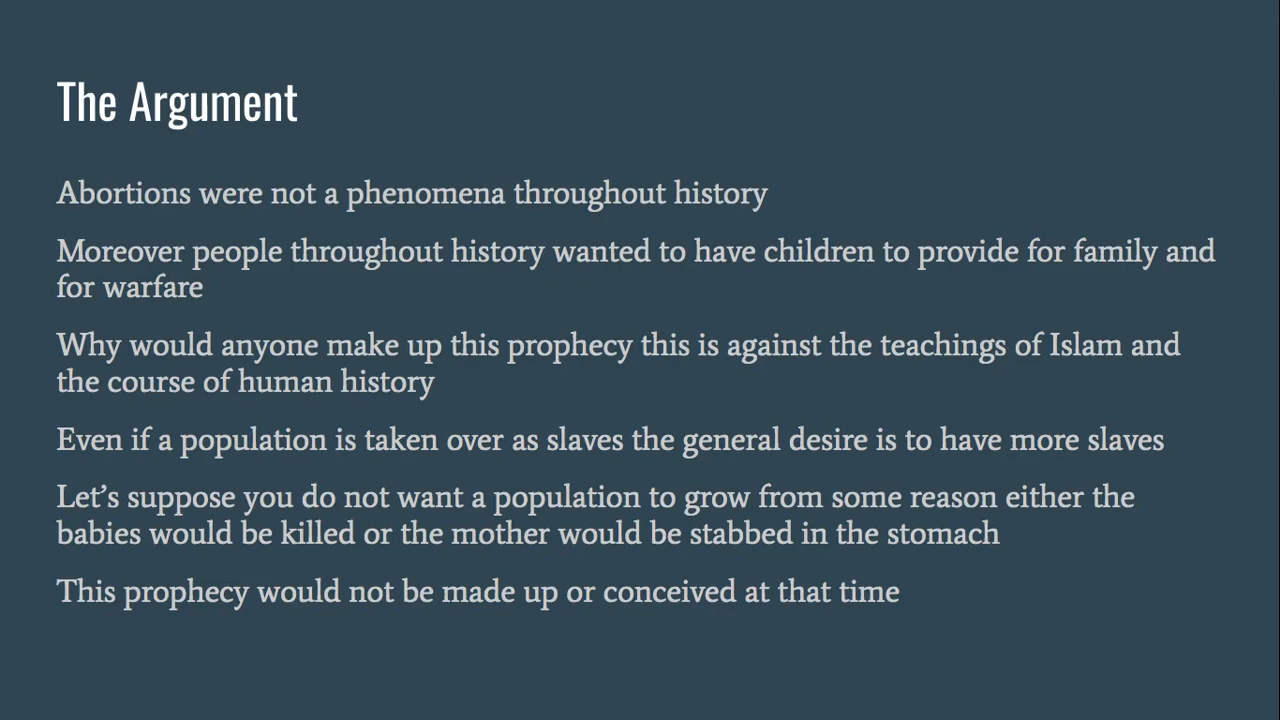 The Argument
Abortions were not a phenomena throughout history
Moreover people throughout history wanted to have children to provide for family and
for warfare
Why would anyone make up this prophecy this is against the teachings of Islam and
the course of human history
Even if a population is taken over as slaves the general desire is to have more slaves
Let’s suppose you do not want a population to grow from some reason either the
babies would be killed or the mother would be stabbed in the stomach
This prophecy would not be made up or conceived at that time